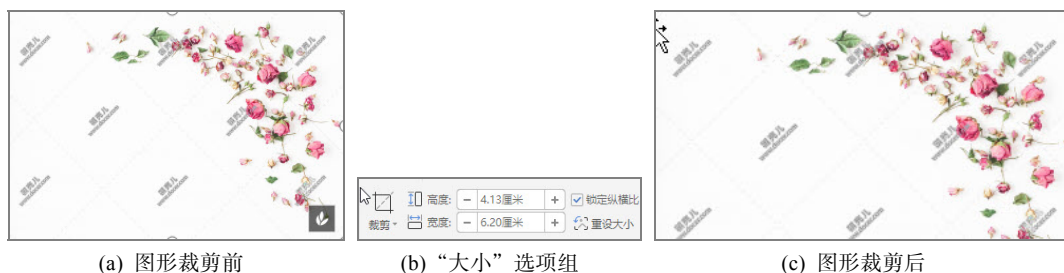 高度: － 4.13厘米 ＋ 锁定纵横比
裁剪 宽度: － 6.20厘米 ＋ 重设大小
(a) 图形裁剪前 (b) “大小”选项组 (c) 图形裁剪后